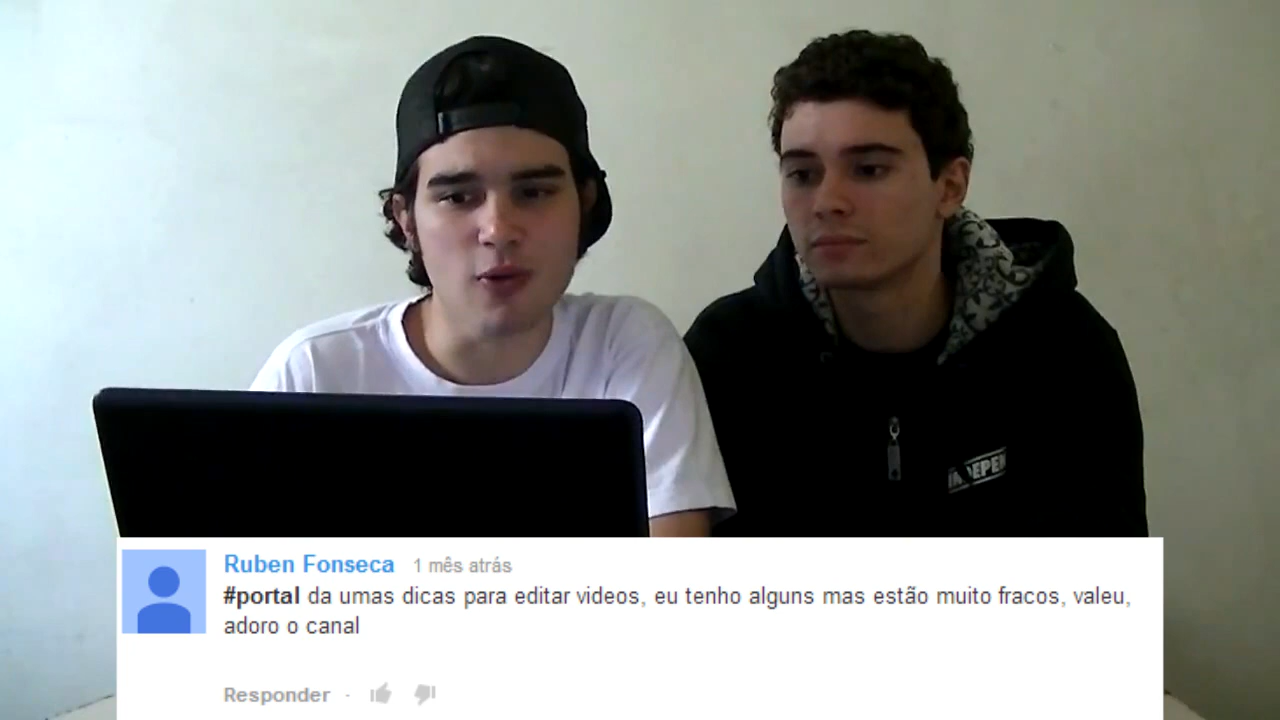 INDEPEN
Ruben Fonseca 1 mês atrás
#portal da umas dicas para editar videos, eu tenho alguns mas estão muito fracos, valeu,
adoro o canal
Responder ·